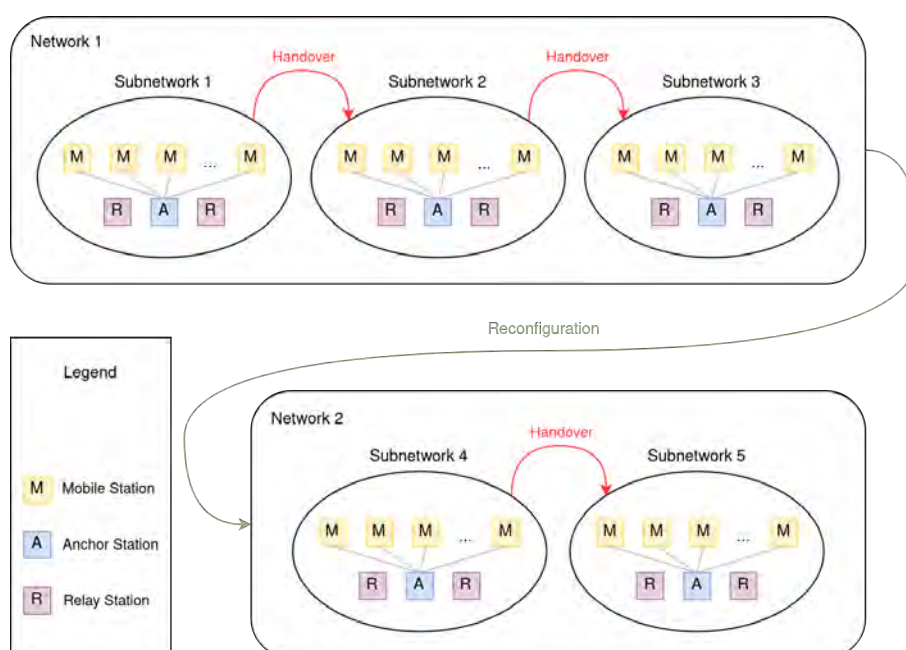 Network 1
Handover
Handover
Subnetwork 1
Subnetwork 2
Subnetwork 3
M M M ... M
M M M ... M
M M M ... M
R A R
R A R
R A R
Reconfiguration
Legend
M Mobile Station
A Anchor Station
R Relay Station
Network 2
Handover
Subnetwork 4
Subnetwork 5
M M M ... M
M M M ... M
R A R
R A R